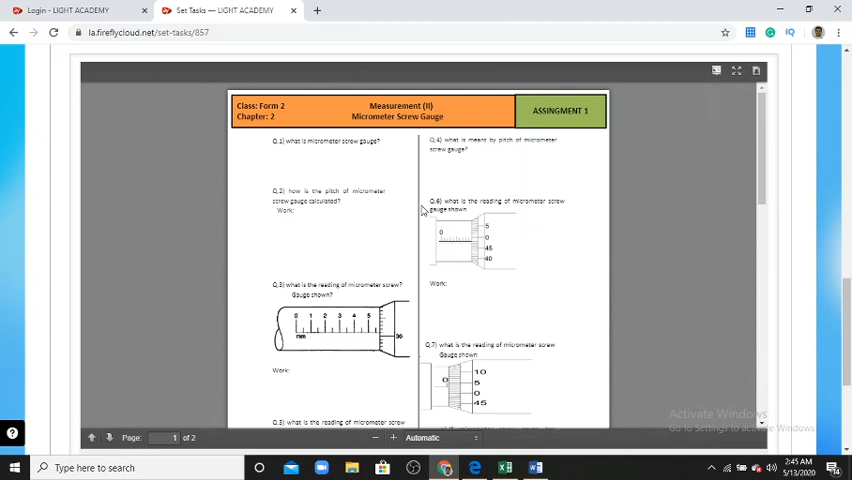 Login - LIGHT ACADEMY
Set Tasks — LIGHT ACADEMY
la.fireflycloud.net/set-tasks/857
Class: Form 2
Chapter: 2
Measurement (II)
Micrometer Screw Gauge
ASSINGMENT 1
Q.1) what is micrometer screw gauge?
Q.2) how is the pitch of micrometer
screw gauge calculated?
Work:
Q.3) what is the reading of micrometer screw?
Gauge shown?
0 1 2 3 4 5
mm
30
Work:
Q.3) what is the reading of micrometer screw
Q.4) what is meant by pitch of micrometer
screw gauge?
Q.6) what is the reading of micrometer screw
gauge shown
0
5
0
45
40
Work:
Q.7) what is the reading of micrometer screw
Gauge shown
0
10
5
0
45
Activate Windows
Go to Settings to activate Windows.
Page: 1 of 2
Automatic
Type here to search
2:45 AM
5/13/2020
14